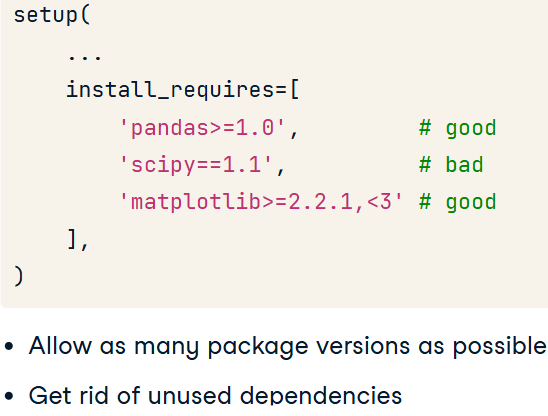 setup(
    ...
    install_requires=[
        'pandas>=1.0',         # good
        'scipy==1.1',          # bad
        'matplotlib>=2.2.1,<3' # good
    ],
)
• Allow as many package versions as possible
• Get rid of unused dependencies